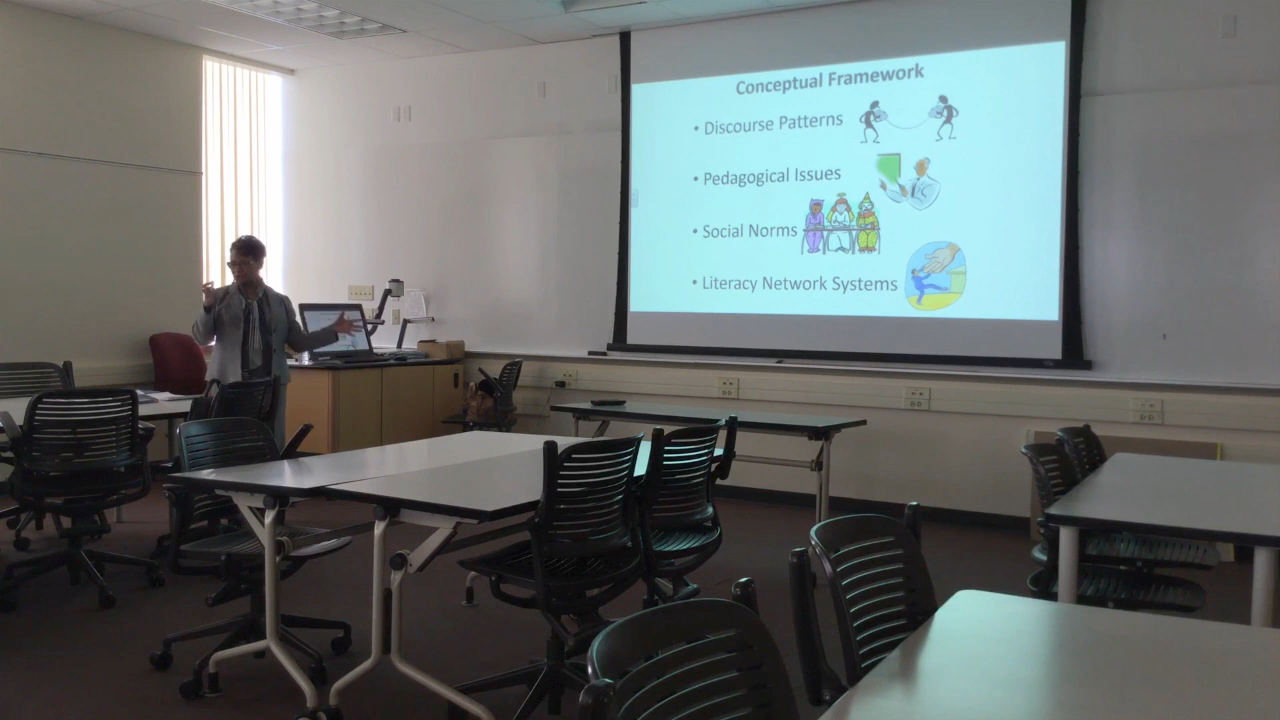 Conceptual Framework
• Discourse Patterns
• Pedagogical Issues
• Social Norms
• Literacy Network Systems